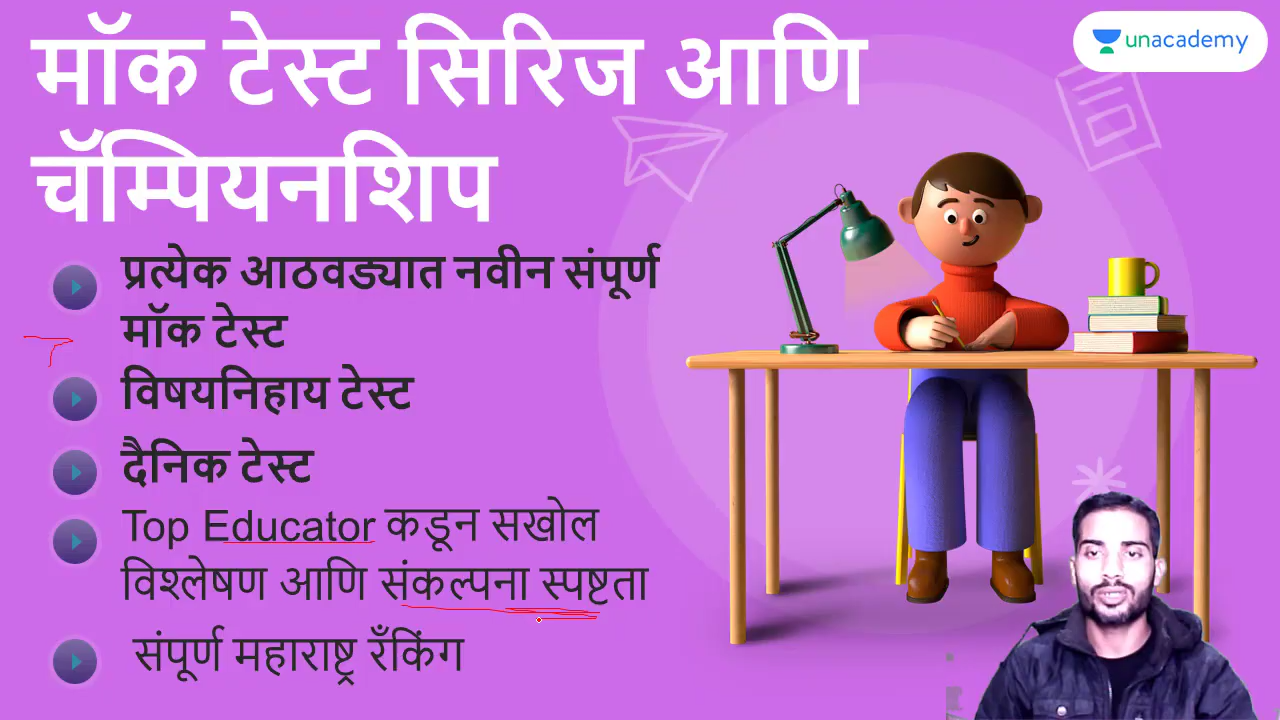 मॉक टेस्ट सिरिज आणि
चॅम्पियनशिप
unacademy
प्रत्येक आठवड्यात नवीन संपूर्ण
मॉक टेस्ट
विषयनिहाय टेस्ट
दैनिक टेस्ट
Top Educator कडून सखोल
विश्लेषण आणि संकल्पना स्पष्टता
संपूर्ण महाराष्ट्र रँकिंग